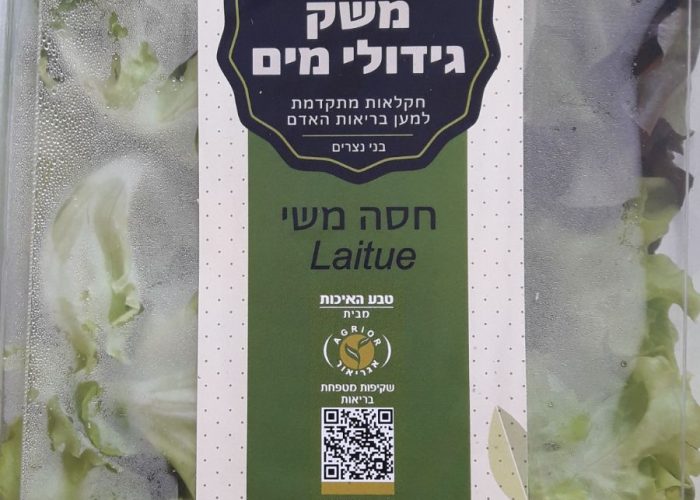 משק
גידולי מים
חקלאות מתקדמת
למען בריאות האדם
בני נצרים
חסה משי
Laitue
טבע האיכות
מבית
AGRIOR
אגריאור
שקיפות מטפחת
בריאות